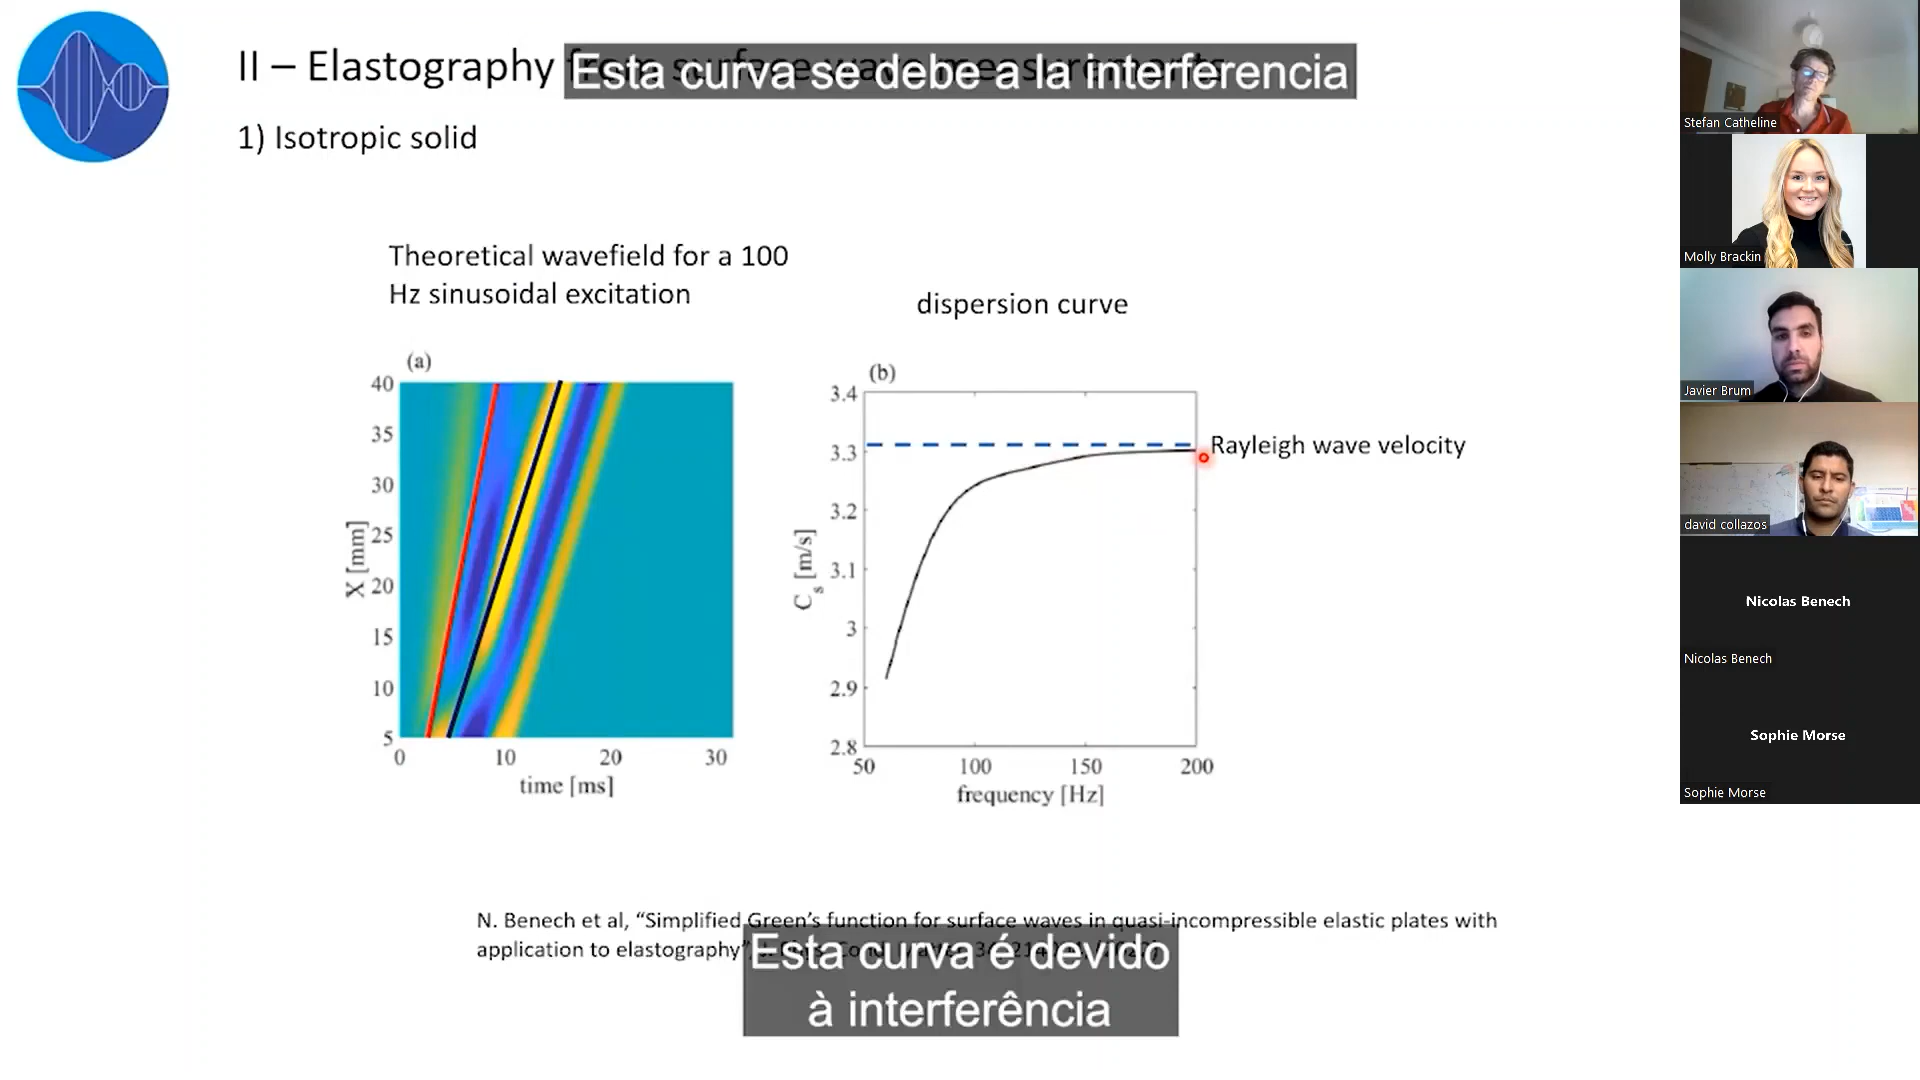 II – Elastography
Esta curva se debe a la interferencia
1) Isotropic solid
Theoretical wavefield for a 100
Hz sinusoidal excitation
dispersion curve
(a)
40
35
30
25
20
15
10
5
X [mm]
0 10 20 30
time [ms]
(b)
3.4
3.3
3.2
3.1
3
2.9
2.8
C_s [m/s]
50 100 150 200
frequency [Hz]
Rayleigh wave velocity
N. Benech et al, “Simplified Green’s function for surface waves in quasi-incompressible elastic plates with
application to elastography”
Esta curva é devido
à interferência
Stefan Catheline
Molly Brackin
Javier Brum
david collazos
Nicolas Benech
Nicolas Benech
Sophie Morse
Sophie Morse